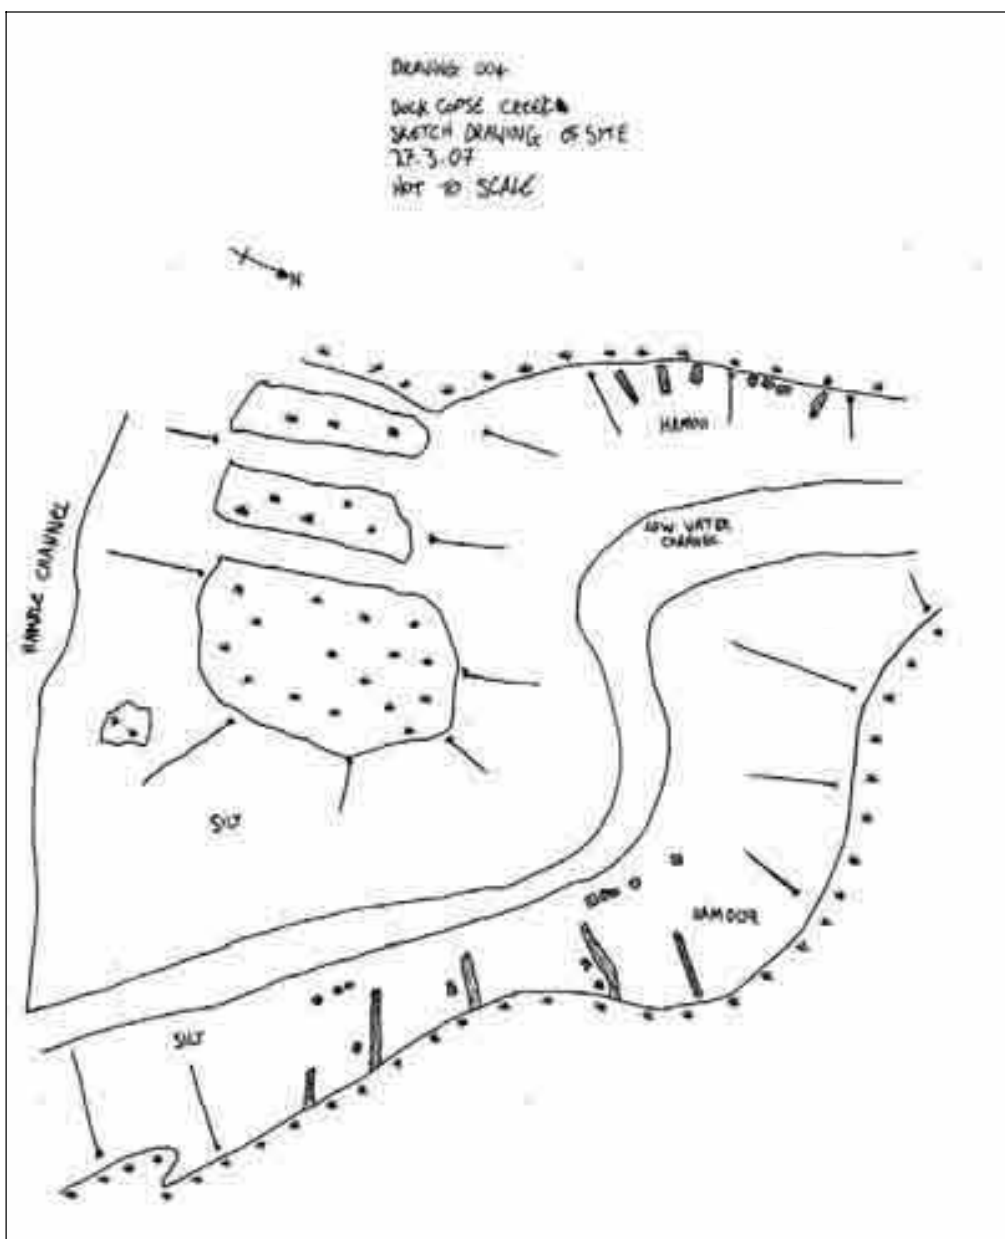 DRAWING 004
DOCK COPSE CREEK
SKETCH DRAWING OF SITE
27.3.07
NOT TO SCALE
N
HAMBLE CHANNEL
LOW WATER
CHANNEL
SILT
SILT